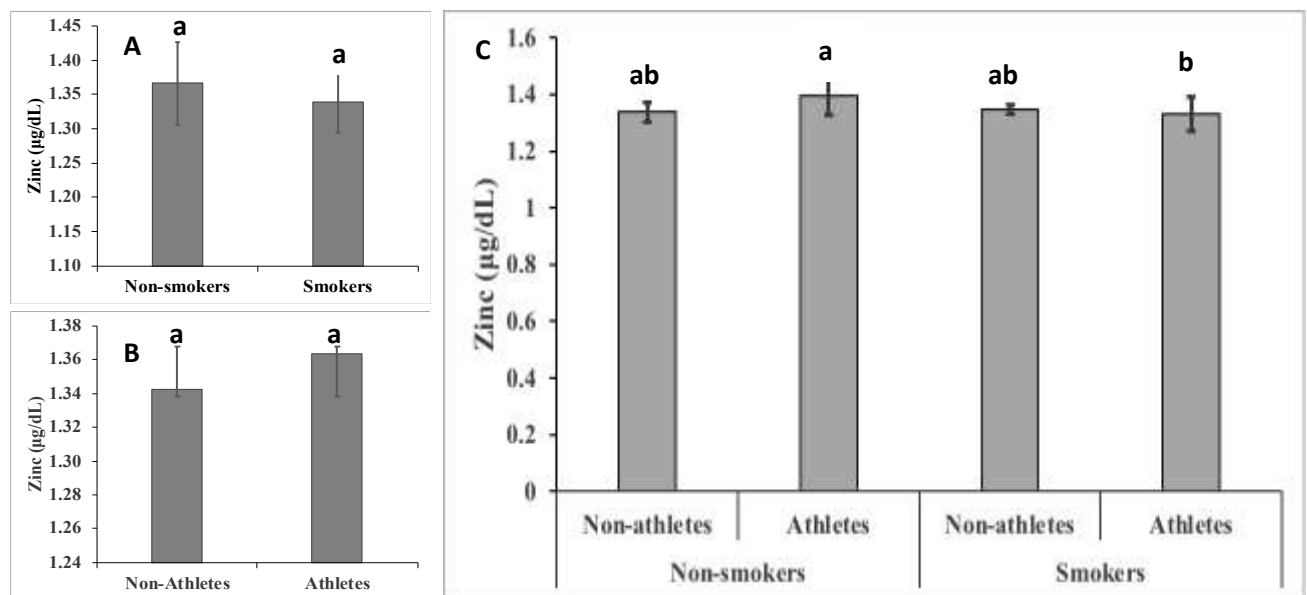 A
a a
Zinc (µg/dL)
1.45
1.40
1.35
1.30
1.25
1.20
1.15
1.10
Non-smokers Smokers
B
a a
Zinc (µg/dL)
1.38
1.36
1.34
1.32
1.30
1.28
1.26
1.24
Non-Athletes Athletes
C
ab a ab b
Zinc (µg/dL)
1.6
1.4
1.2
1
0.8
0.6
0.4
0.2
0
Non-athletes Athletes Non-athletes Athletes
Non-smokers Smokers